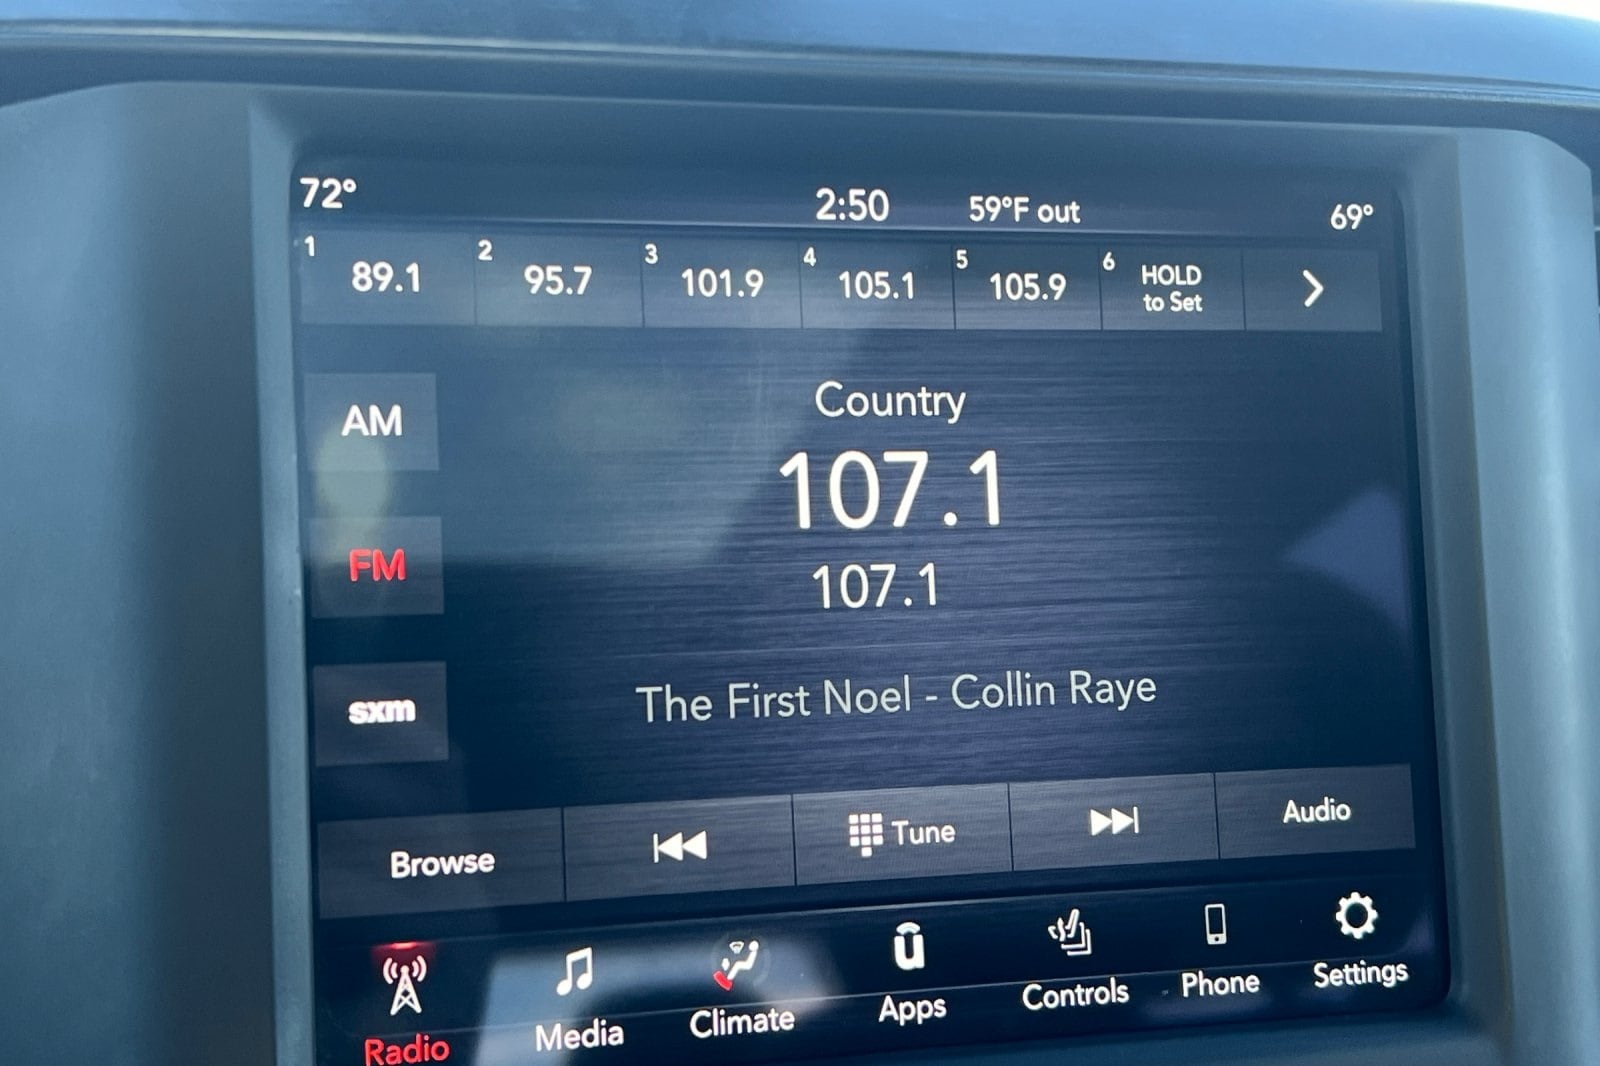 72° 2:50 59°F out 69°
1 89.1 2 95.7 3 101.9 4 105.1 5 105.9 6 HOLD
to Set
AM
Country
107.1
FM
107.1
sxm
The First Noel - Collin Raye
Browse Tune Audio
Radio Media Climate Apps Controls Phone Settings